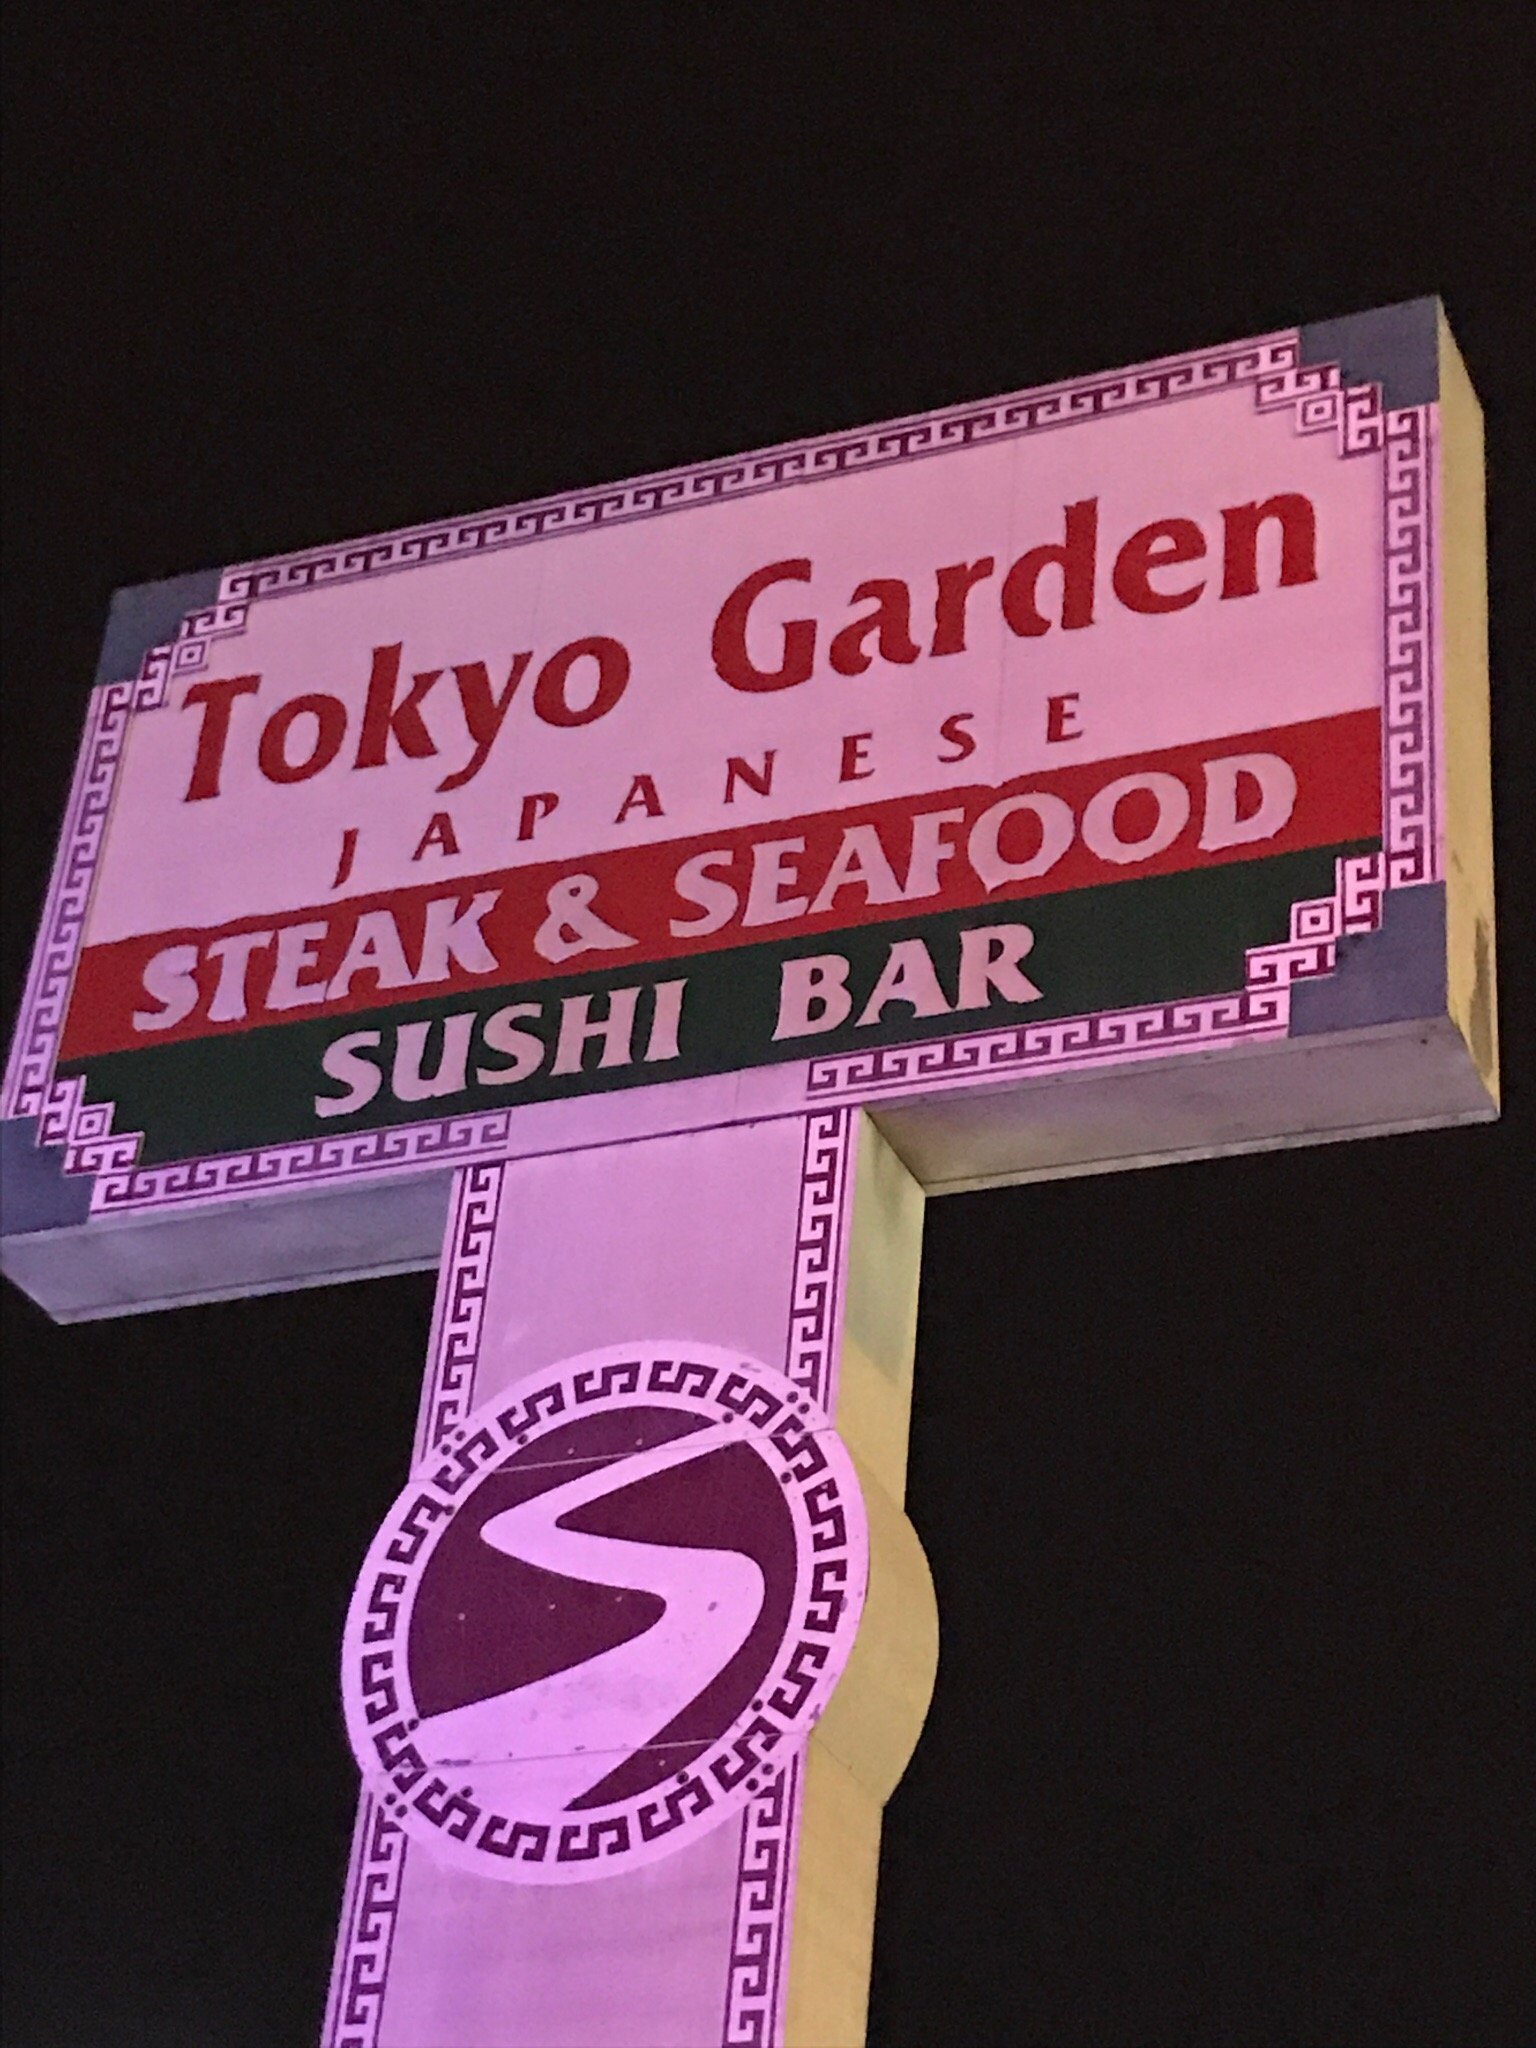 Tokyo Garden
JAPANESE
STEAK & SEAFOOD
SUSHI BAR